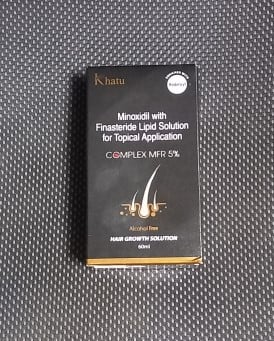 Khatu
Minoxidil with
Finasteride Lipid Solution
for Topical Application
COMPLEX MFR 5%
Alcohol Free
HAIR GROWTH SOLUTION
60ml